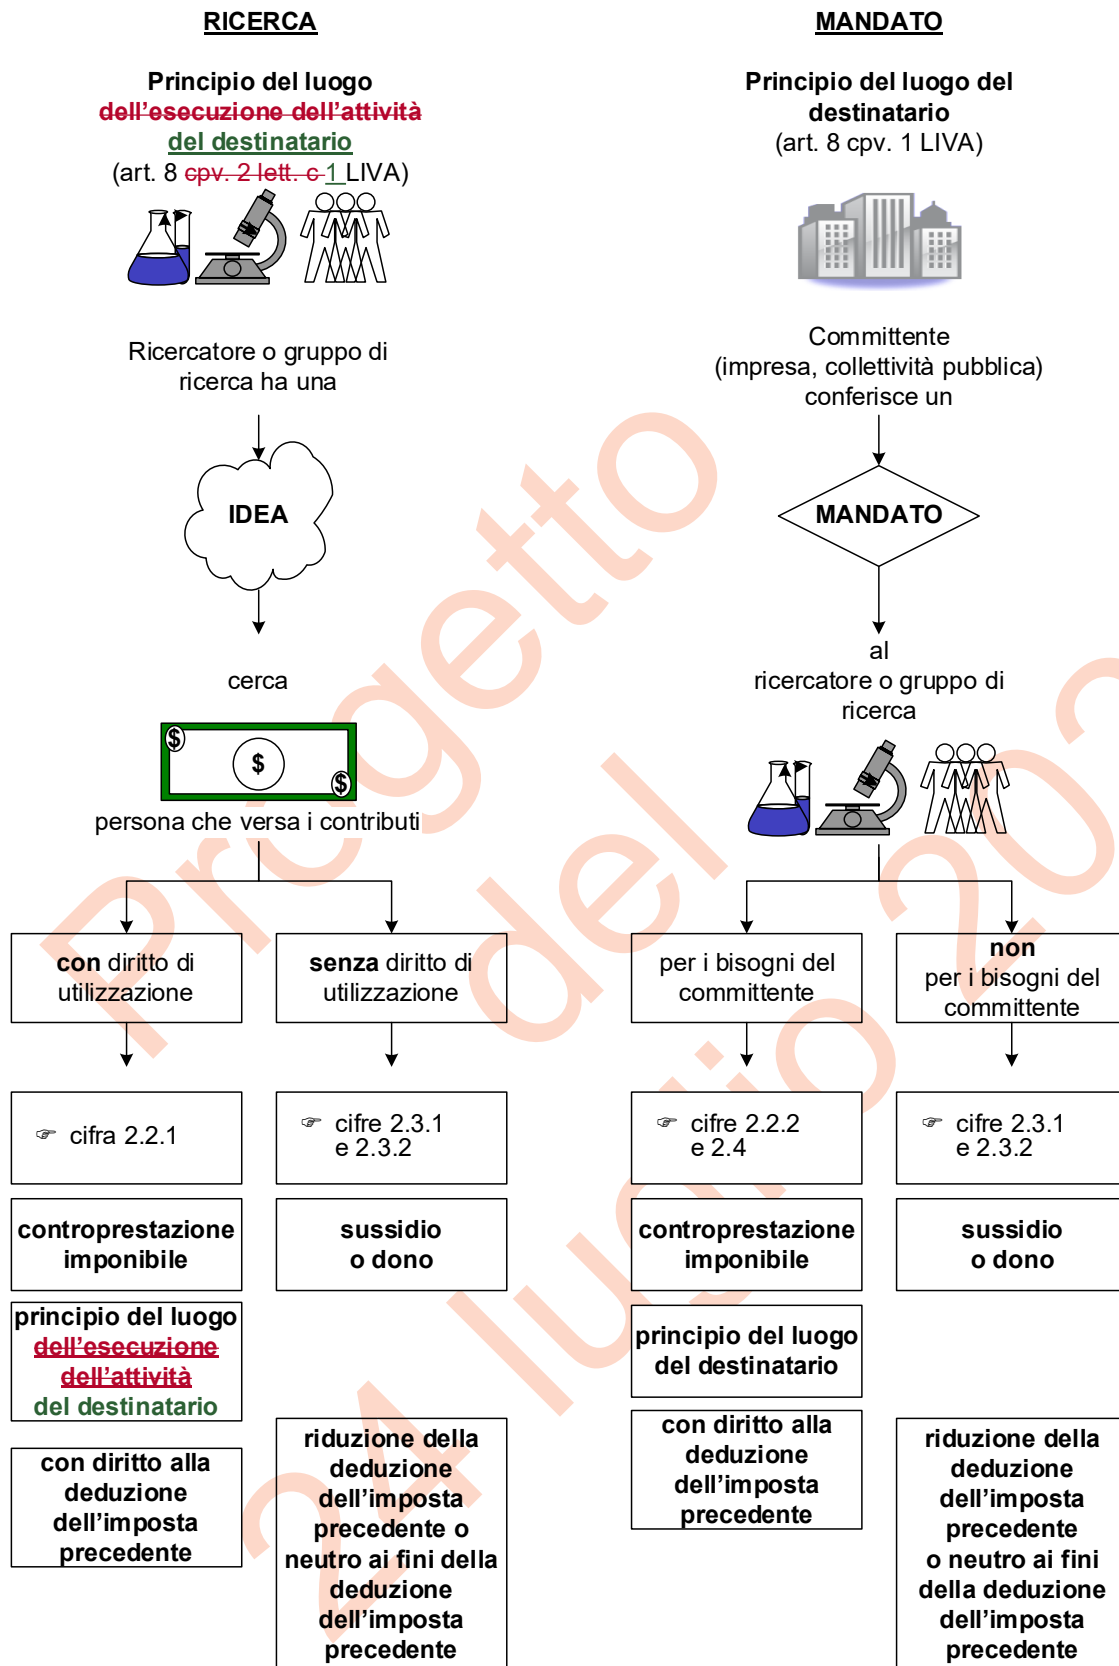 RICERCA
Principio del luogo
dell'esecuzione dell'attività
del destinatario
(art. 8 cpv. 2 lett. c 1 LIVA)
Ricercatore o gruppo di
ricerca ha una
IDEA
cerca
$
$
$
persona che versa i contributi
con diritto di
utilizzazione
senza diritto di
utilizzazione
☞ cifra 2.2.1
☞ cifre 2.3.1
e 2.3.2
controprestazione
imponibile
sussidio
o dono
principio del luogo
dell'esecuzione
dell'attività
del destinatario
con diritto alla
deduzione
dell'imposta
precedente
riduzione della
deduzione
dell'imposta
precedente o
neutro ai fini della
deduzione
dell'imposta
precedente
MANDATO
Principio del luogo del
destinatario
(art. 8 cpv. 1 LIVA)
Committente
(impresa, collettività pubblica)
conferisce un
MANDATO
al
ricercatore o gruppo di
ricerca
per i bisogni del
committente
non
per i bisogni del
committente
☞ cifre 2.2.2
e 2.4
☞ cifre 2.3.1
e 2.3.2
controprestazione
imponibile
sussidio
o dono
principio del luogo
del destinatario
con diritto alla
deduzione
dell'imposta
precedente
riduzione della
deduzione
dell'imposta
precedente
o neutro ai fini
della deduzione
dell'imposta
precedente
Progetto
del
24 luglio